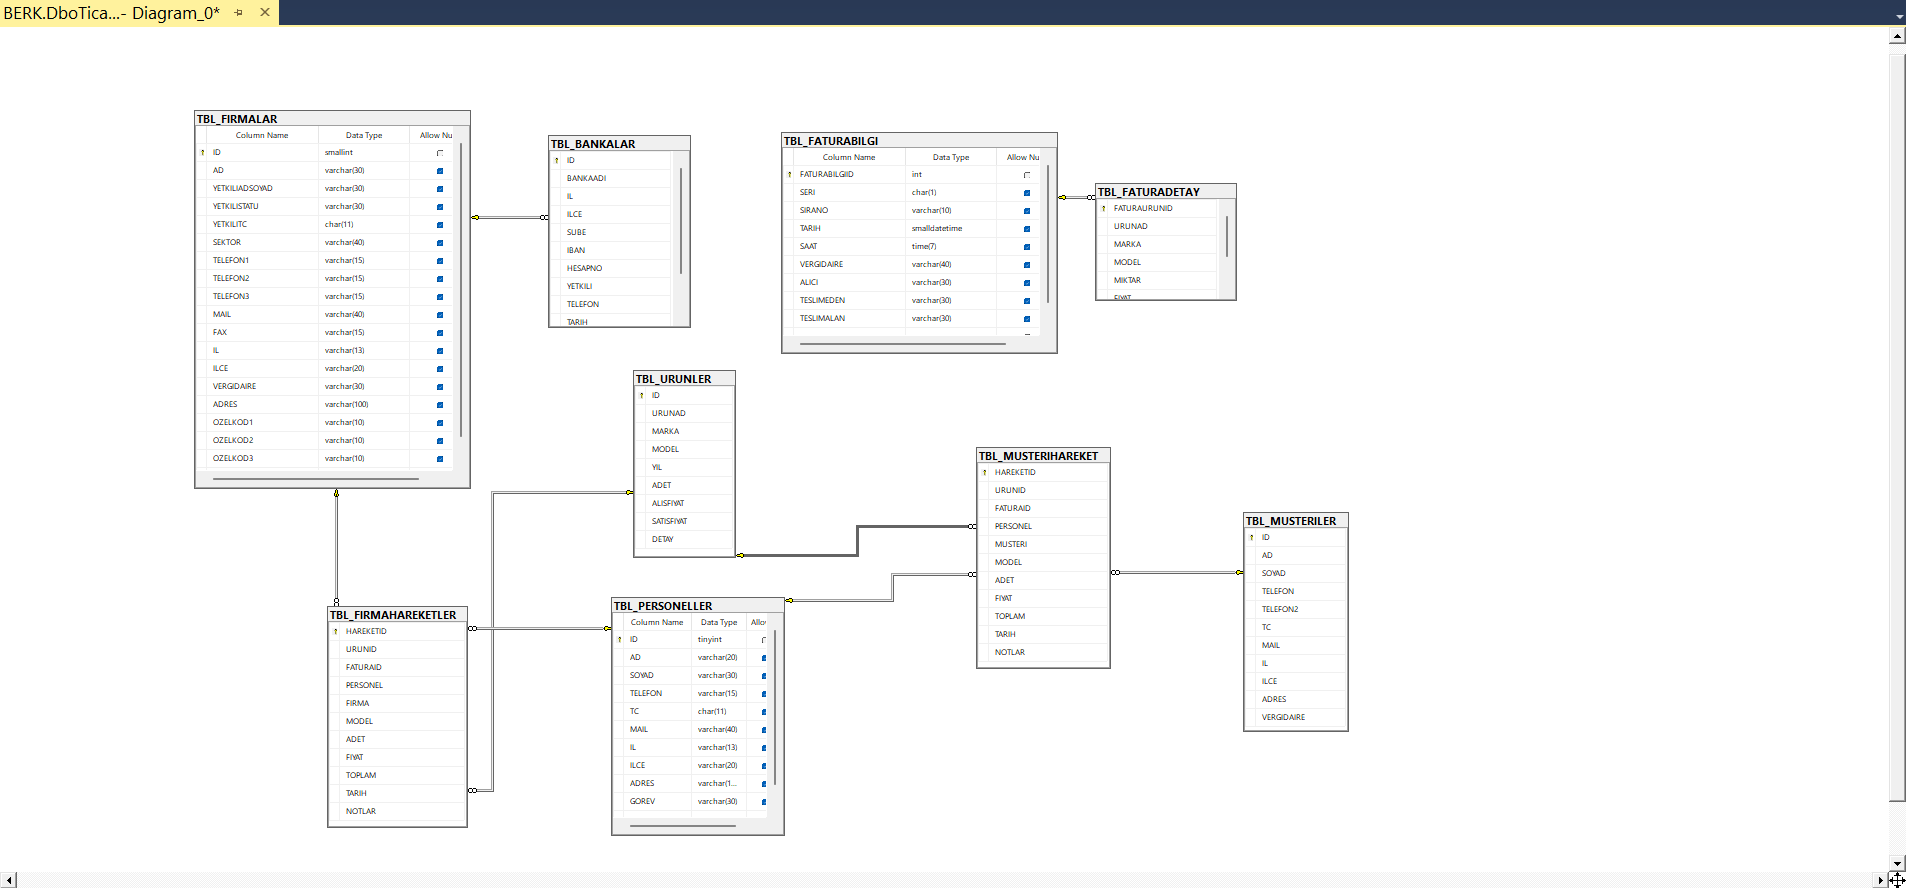 BERK.DboTica...- Diagram_0*
TBL_FIRMALAR
Column Name Data Type Allow Nu
ID smallint
AD varchar(30)
YETKILIADSOYAD varchar(30)
YETKILISTATU varchar(30)
YETKILITC char(11)
SEKTOR varchar(40)
TELEFON1 varchar(15)
TELEFON2 varchar(15)
TELEFON3 varchar(15)
MAIL varchar(40)
FAX varchar(15)
IL varchar(13)
ILCE varchar(20)
VERGIDAIRE varchar(30)
ADRES varchar(100)
OZELKOD1 varchar(10)
OZELKOD2 varchar(10)
OZELKOD3 varchar(10)
TBL_BANKALAR
ID
BANKAADI
IL
ILCE
SUBE
IBAN
HESAPNO
YETKILI
TELEFON
TARIH
TBL_FATURABILGI
Column Name Data Type Allow Nu
FATURABILGIID int
SERI char(1)
SIRANO varchar(10)
TARIH smalldatetime
SAAT time(7)
VERGIDAIRE varchar(40)
ALICI varchar(30)
TESLIMEDEN varchar(30)
TESLIMALAN varchar(30)
TBL_FATURADETAY
FATURAURUNID
URUNAD
MARKA
MODEL
MIKTAR
FIYAT
TBL_URUNLER
ID
URUNAD
MARKA
MODEL
YIL
ADET
ALISFIYAT
SATISFIYAT
DETAY
TBL_MUSTERIHAREKET
HAREKETID
URUNID
FATURAID
PERSONEL
MUSTERI
MODEL
ADET
FIYAT
TOPLAM
TARIH
NOTLAR
TBL_MUSTERILER
ID
AD
SOYAD
TELEFON
TELEFON2
TC
MAIL
IL
ILCE
ADRES
VERGIDAIRE
TBL_FIRMAHAREKETLER
HAREKETID
URUNID
FATURAID
PERSONEL
FIRMA
MODEL
ADET
FIYAT
TOPLAM
TARIH
NOTLAR
TBL_PERSONELLER
Column Name Data Type Allov
ID tinyint
AD varchar(20)
SOYAD varchar(30)
TELEFON varchar(15)
TC char(11)
MAIL varchar(40)
IL varchar(13)
ILCE varchar(20)
ADRES varchar(1...
GOREV varchar(30)